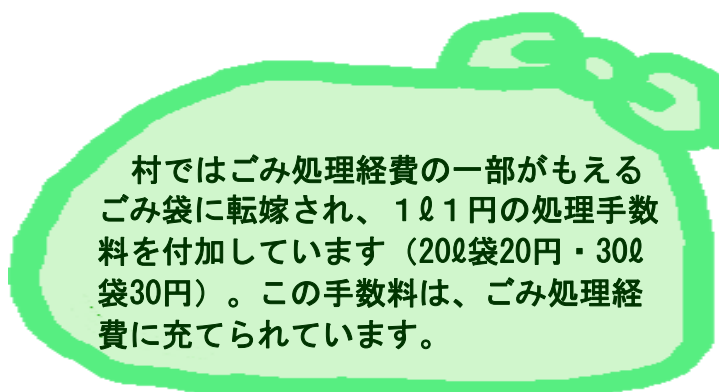 村ではごみ処理経費の一部がもえる
ごみ袋に転嫁され、１ℓ１円の処理手数
料を付加しています（20ℓ袋20円・30ℓ
袋30円）。この手数料は、ごみ処理経
費に充てられています。